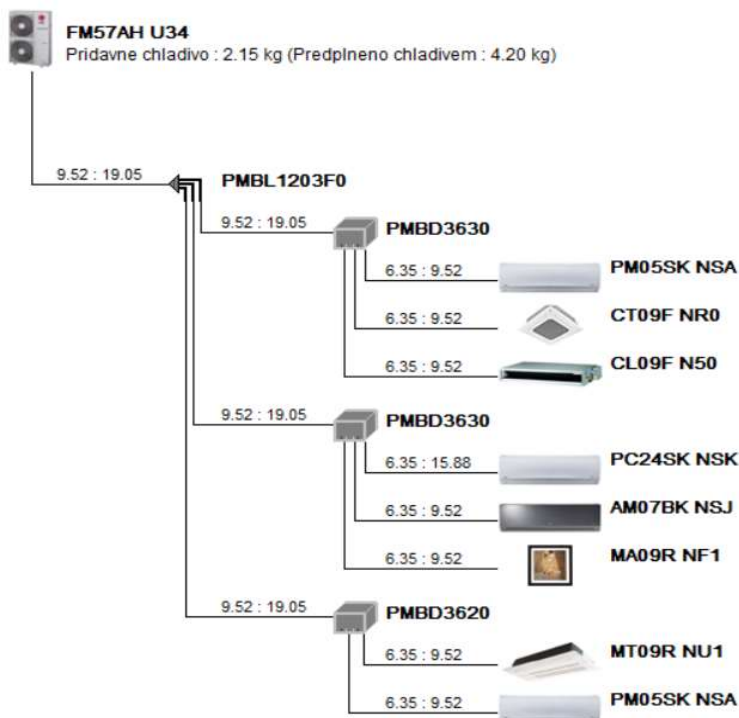 FM57AH U34
Pridavne chladivo : 2.15 kg (Predplneno chladivem : 4.20 kg)
9.52 : 19.05
PMBL1203F0
9.52 : 19.05
PMBD3630
6.35 : 9.52
PM05SK NSA
6.35 : 9.52
CT09F NR0
6.35 : 9.52
CL09F N50
9.52 : 19.05
PMBD3630
6.35 : 15.88
PC24SK NSK
6.35 : 9.52
AM07BK NSJ
6.35 : 9.52
MA09R NF1
9.52 : 19.05
PMBD3620
6.35 : 9.52
MT09R NU1
6.35 : 9.52
PM05SK NSA